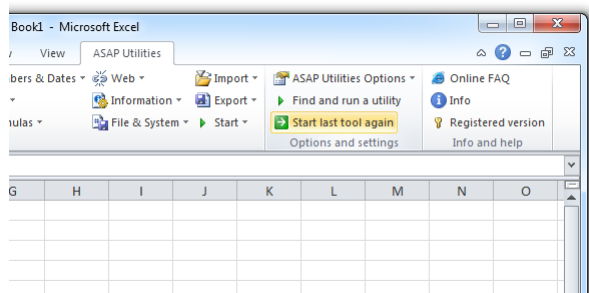 Book1 - Microsoft Excel
View ASAP Utilities
bers & Dates Web Import ASAP Utilities Options Online FAQ
Information Export Find and run a utility Info
nulas File & System Start Start last tool again Registered version
Options and settings Info and help
G H I J K L M N O